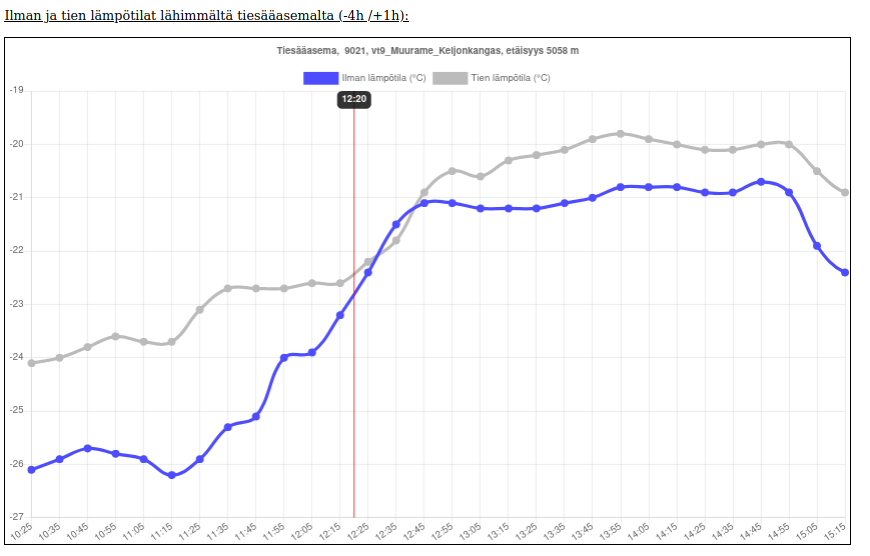 Ilman ja tien lämpötilat lähimmältä tiesääasemalta (-4h /+1h):
Tiesääasema,  9021, vt9_Muurame_Keljonkangas, etäisyys 5058 m
Ilman lämpötila (°C) Tien lämpötila (°C)
-19
12:20
-20
-21
-22
-23
-24
-25
-26
-27
10:25 10:35 10:45 10:55 11:05 11:15 11:25 11:35 11:45 11:55 12:05 12:15 12:25 12:35 12:45 12:55 13:05 13:15 13:25 13:35 13:45 13:55 14:05 14:15 14:25 14:35 14:45 14:55 15:05 15:15